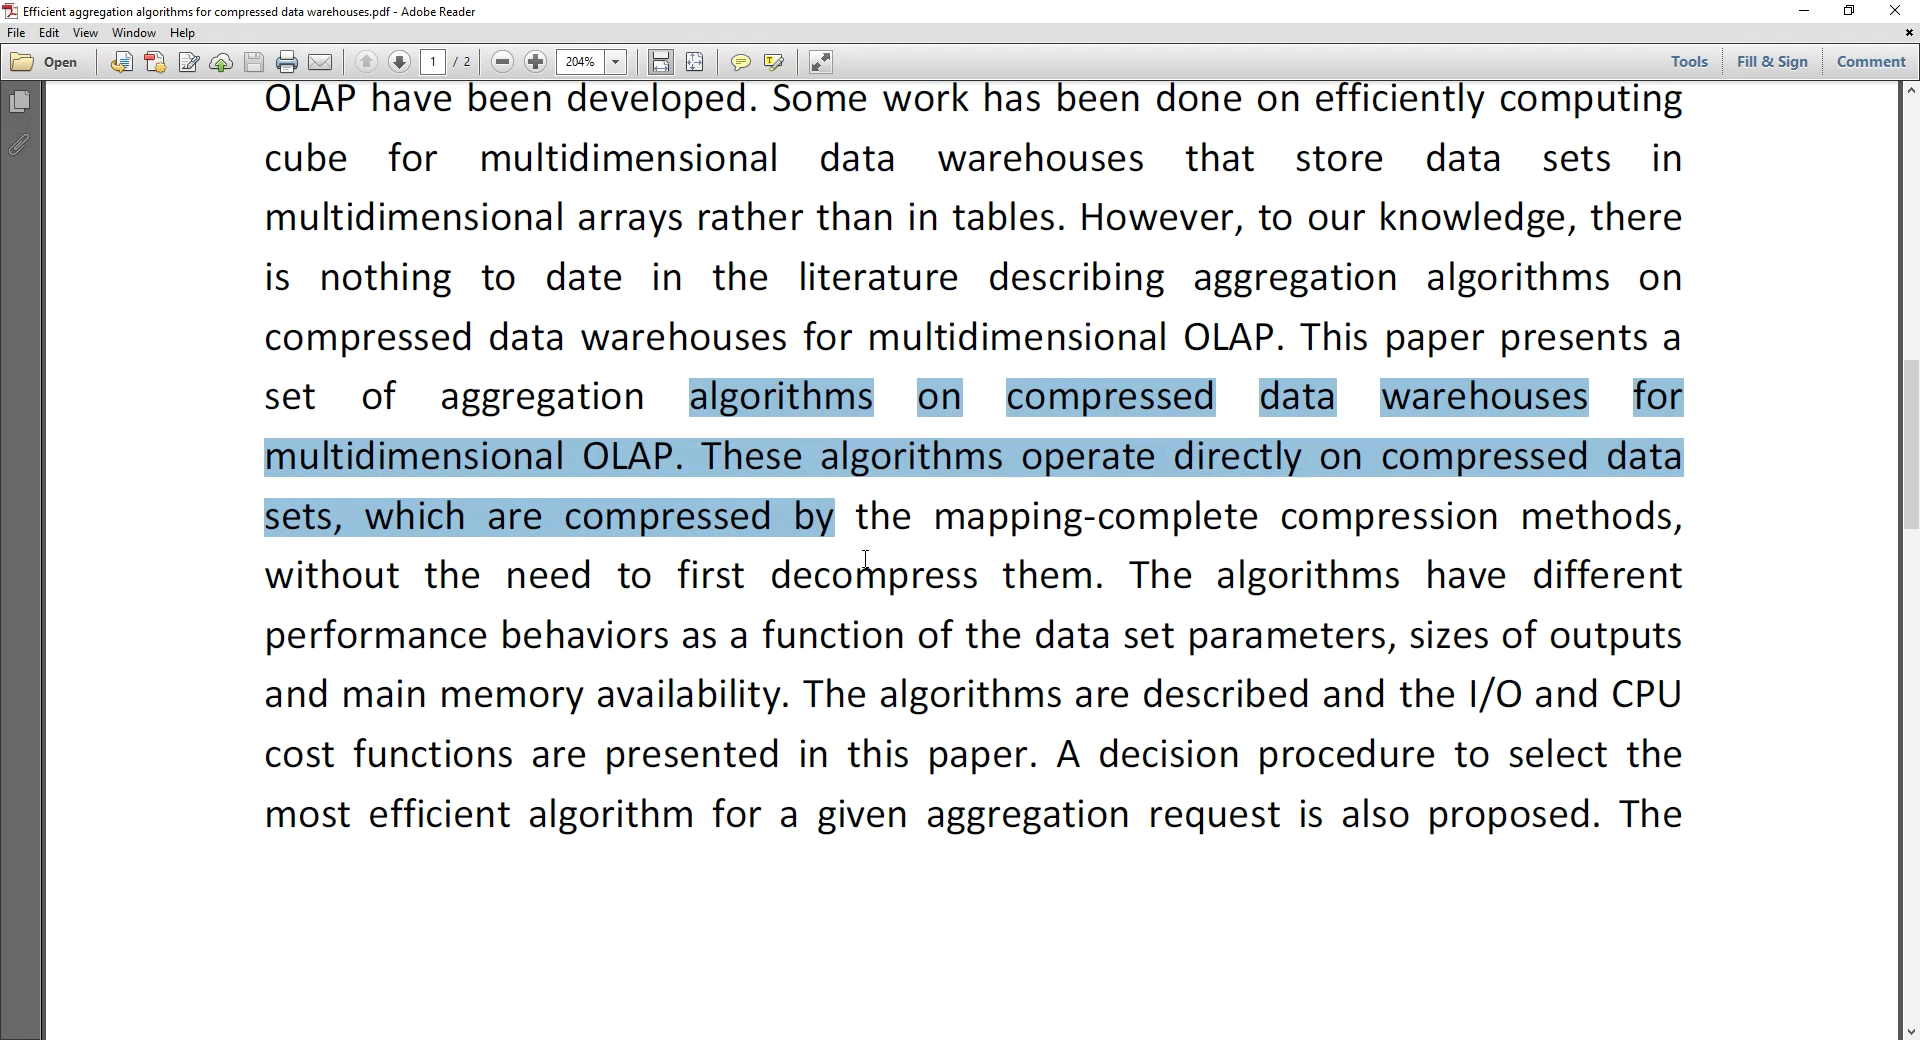 Efficient aggregation algorithms for compressed data warehouses.pdf - Adobe Reader
File Edit View Window Help
Open 1 / 2 204% Tools Fill & Sign Comment
OLAP have been developed. Some work has been done on efficiently computing
cube for multidimensional data warehouses that store data sets in
multidimensional arrays rather than in tables. However, to our knowledge, there
is nothing to date in the literature describing aggregation algorithms on
compressed data warehouses for multidimensional OLAP. This paper presents a
set of aggregation algorithms on compressed data warehouses for
multidimensional OLAP. These algorithms operate directly on compressed data
sets, which are compressed by the mapping-complete compression methods,
without the need to first decompress them. The algorithms have different
performance behaviors as a function of the data set parameters, sizes of outputs
and main memory availability. The algorithms are described and the I/O and CPU
cost functions are presented in this paper. A decision procedure to select the
most efficient algorithm for a given aggregation request is also proposed. The